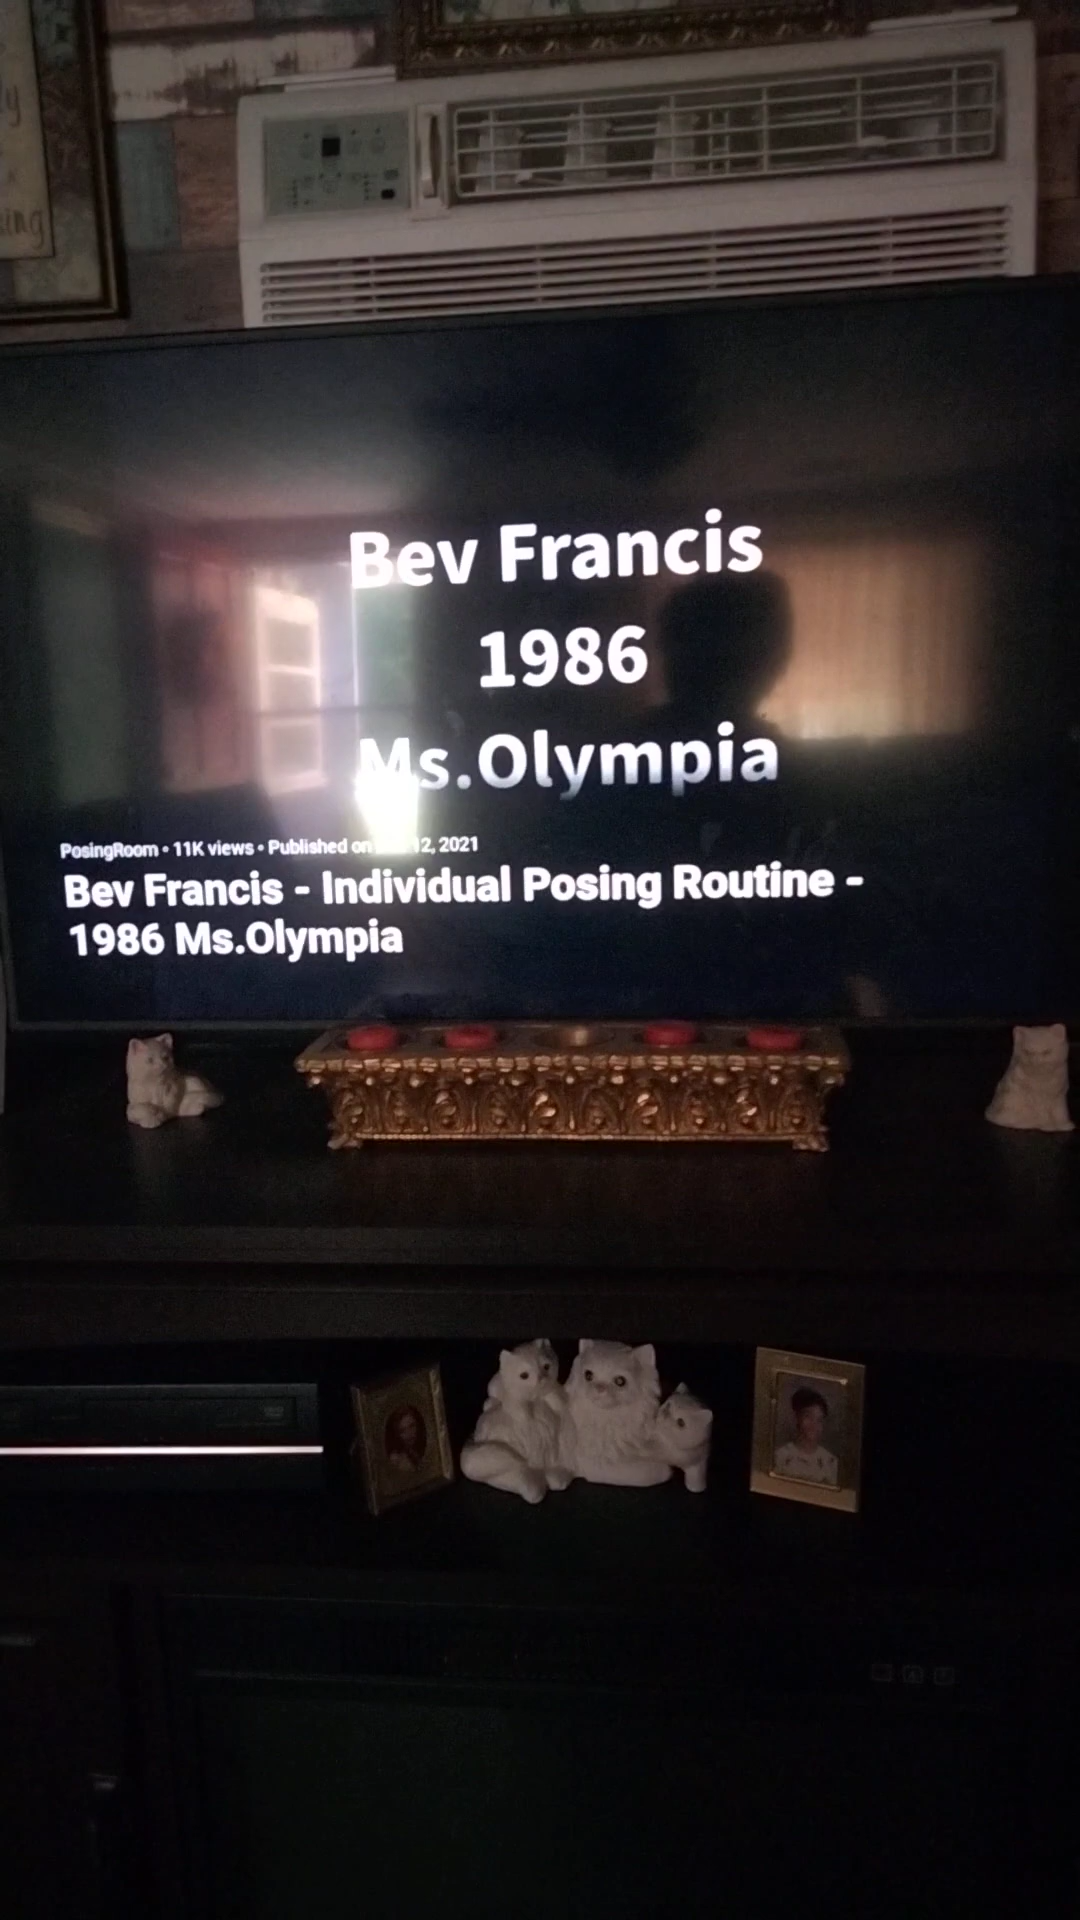 ing
Bev Francis
1986
Ms.Olympia
PosingRoom • 11K views • Published on 12, 2021
Bev Francis - Individual Posing Routine -
1986 Ms.Olympia